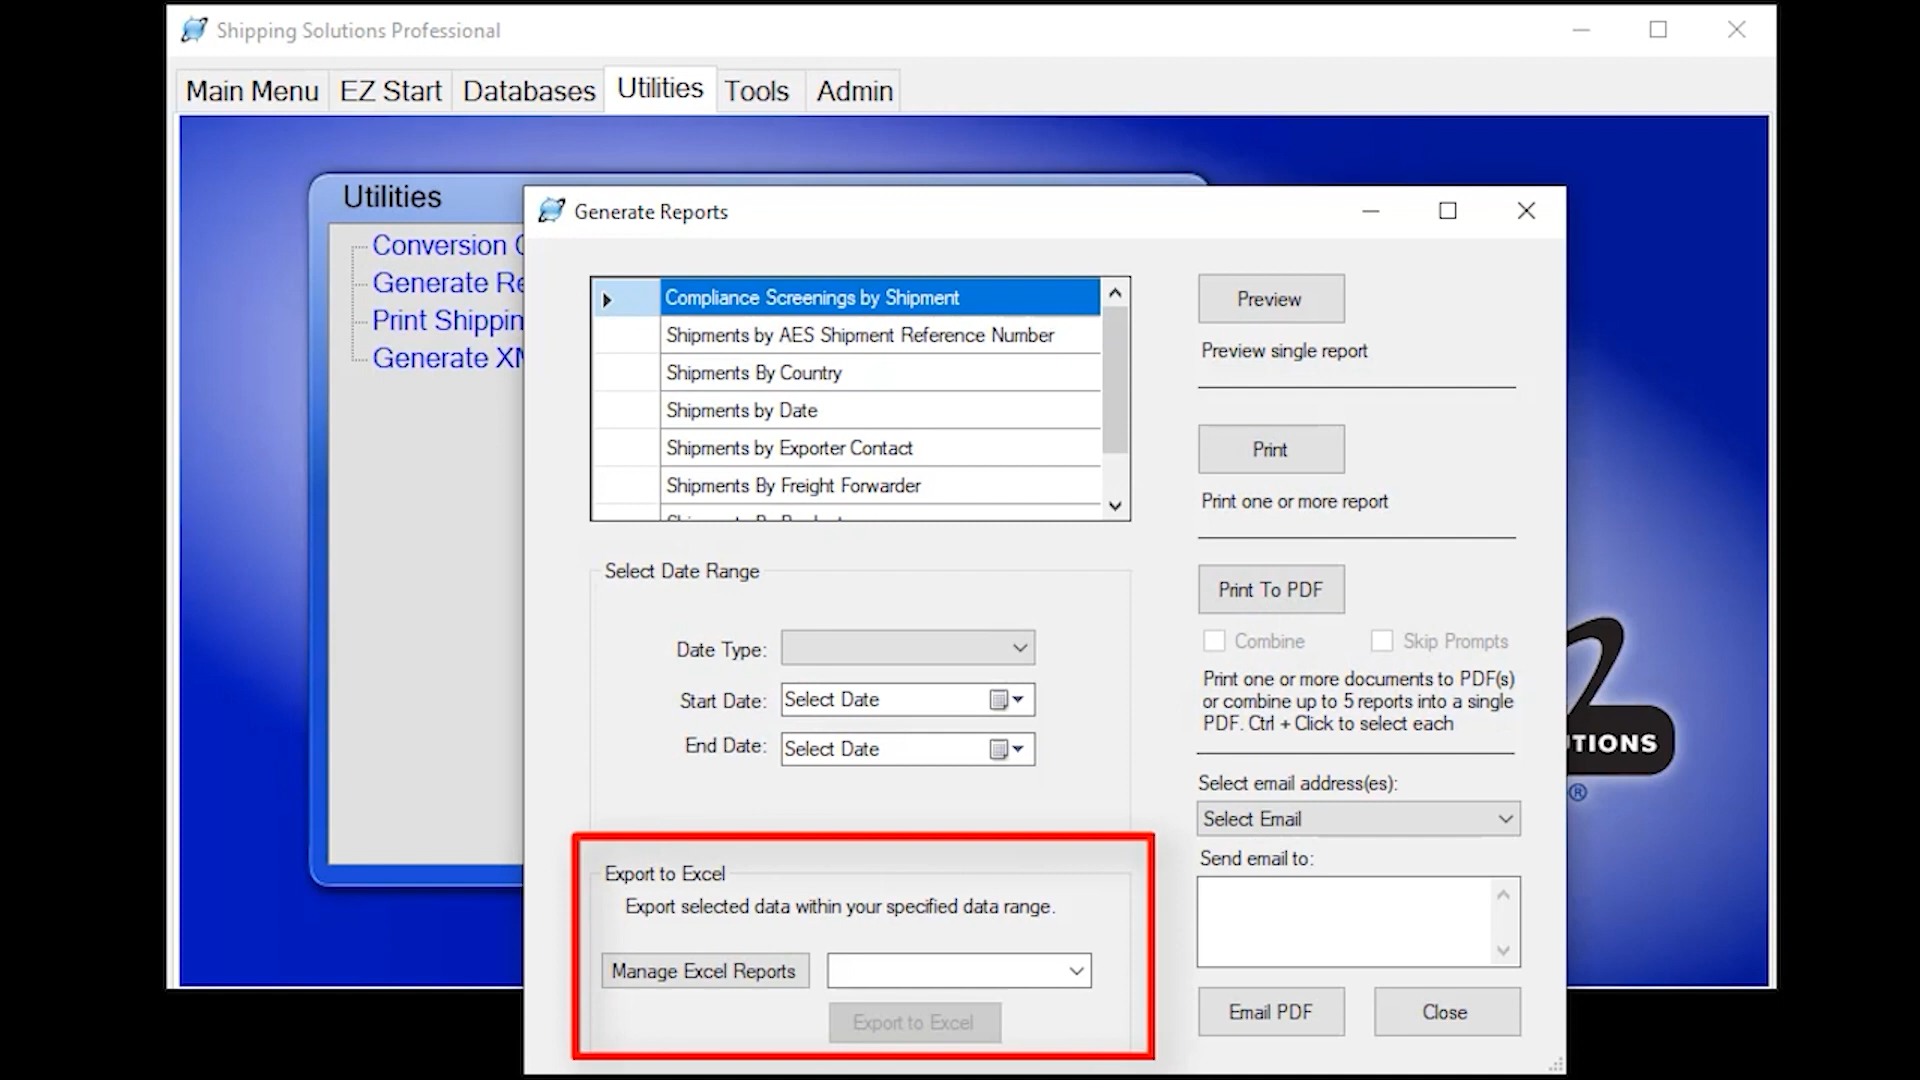 Shipping Solutions Professional
Main Menu
EZ Start
Databases
Utilities
Tools
Admin
Utilities
Conversion
Generate
Print
Generate
Generate Reports
Compliance Screenings by Shipment
Shipments by AES Shipment Reference Number
Shipments By Country
Shipments by Date
Shipments by Exporter Contact
Shipments By Freight Forwarder
Select Date Range
Date Type:
Start Date: Select Date
End Date: Select Date
Export to Excel
Export selected data within your specified data range.
Manage Excel Reports
Export to Excel
Preview
Preview single report
Print
Print one or more report
Print To PDF
Combine
Skip Prompts
Print one or more documents to PDF(s)
or combine up to 5 reports into a single
PDF. Ctrl + Click to select each
Select email address(es):
Select Email
Send email to:
Email PDF
Close
TIONS
®